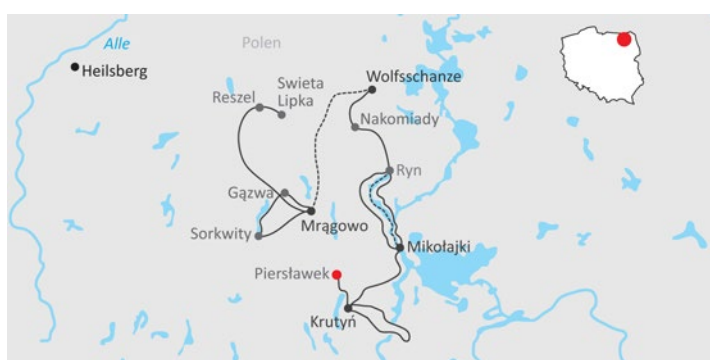 Alle
Polen
Heilsberg
Wolfsschanze
Reszel
Swieta
Lipka
Nakomiady
Ryn
Gązwa
Mrągowo
Sorkwity
Mikołajki
Piersławek
Krutyń